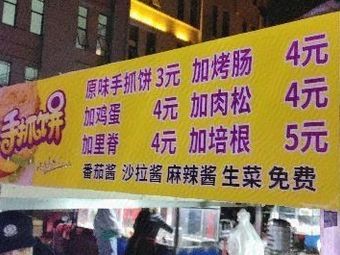 手抓饼
原味手抓饼 3元 加烤肠 4元
加鸡蛋 4元 加肉松 4元
加里脊 4元 加培根 5元
番茄酱 沙拉酱 麻辣酱 生菜 免费